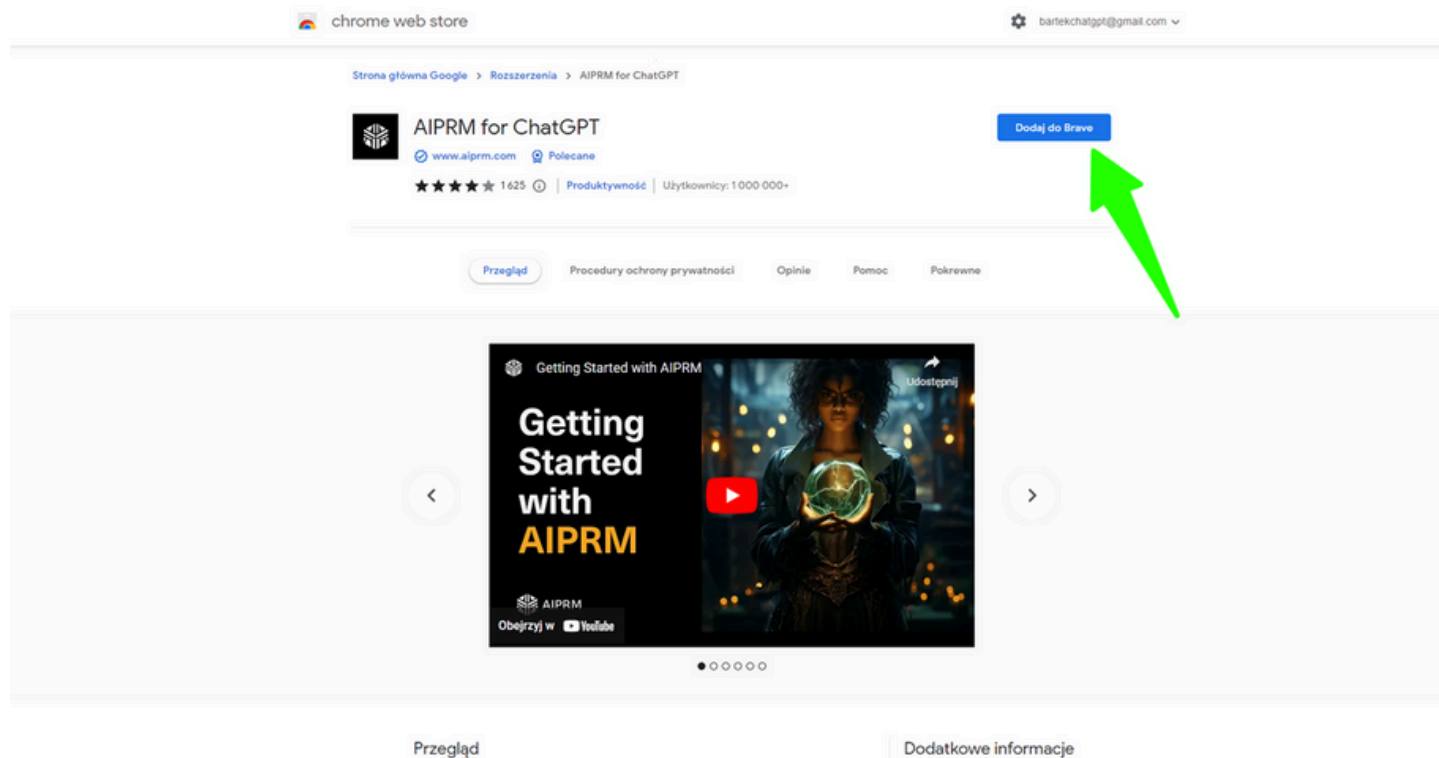 chrome web store
bartekchatgpt@gmail.com
Strona główna Google > Rozszerzenia > AIPRM for ChatGPT
AIPRM for ChatGPT
Dodaj do Brave
www.aiprm.com Polecane
1625 | Produktywność | Użytkownicy: 1 000 000+
Przegląd Procedury ochrony prywatności Opinie Pomoc Pokrewne
Getting Started with AIPRM
Udostępnij
Getting
Started
with
AIPRM
AIPRM
Obejrzyj w YouTube
Przegląd
Dodatkowe informacje